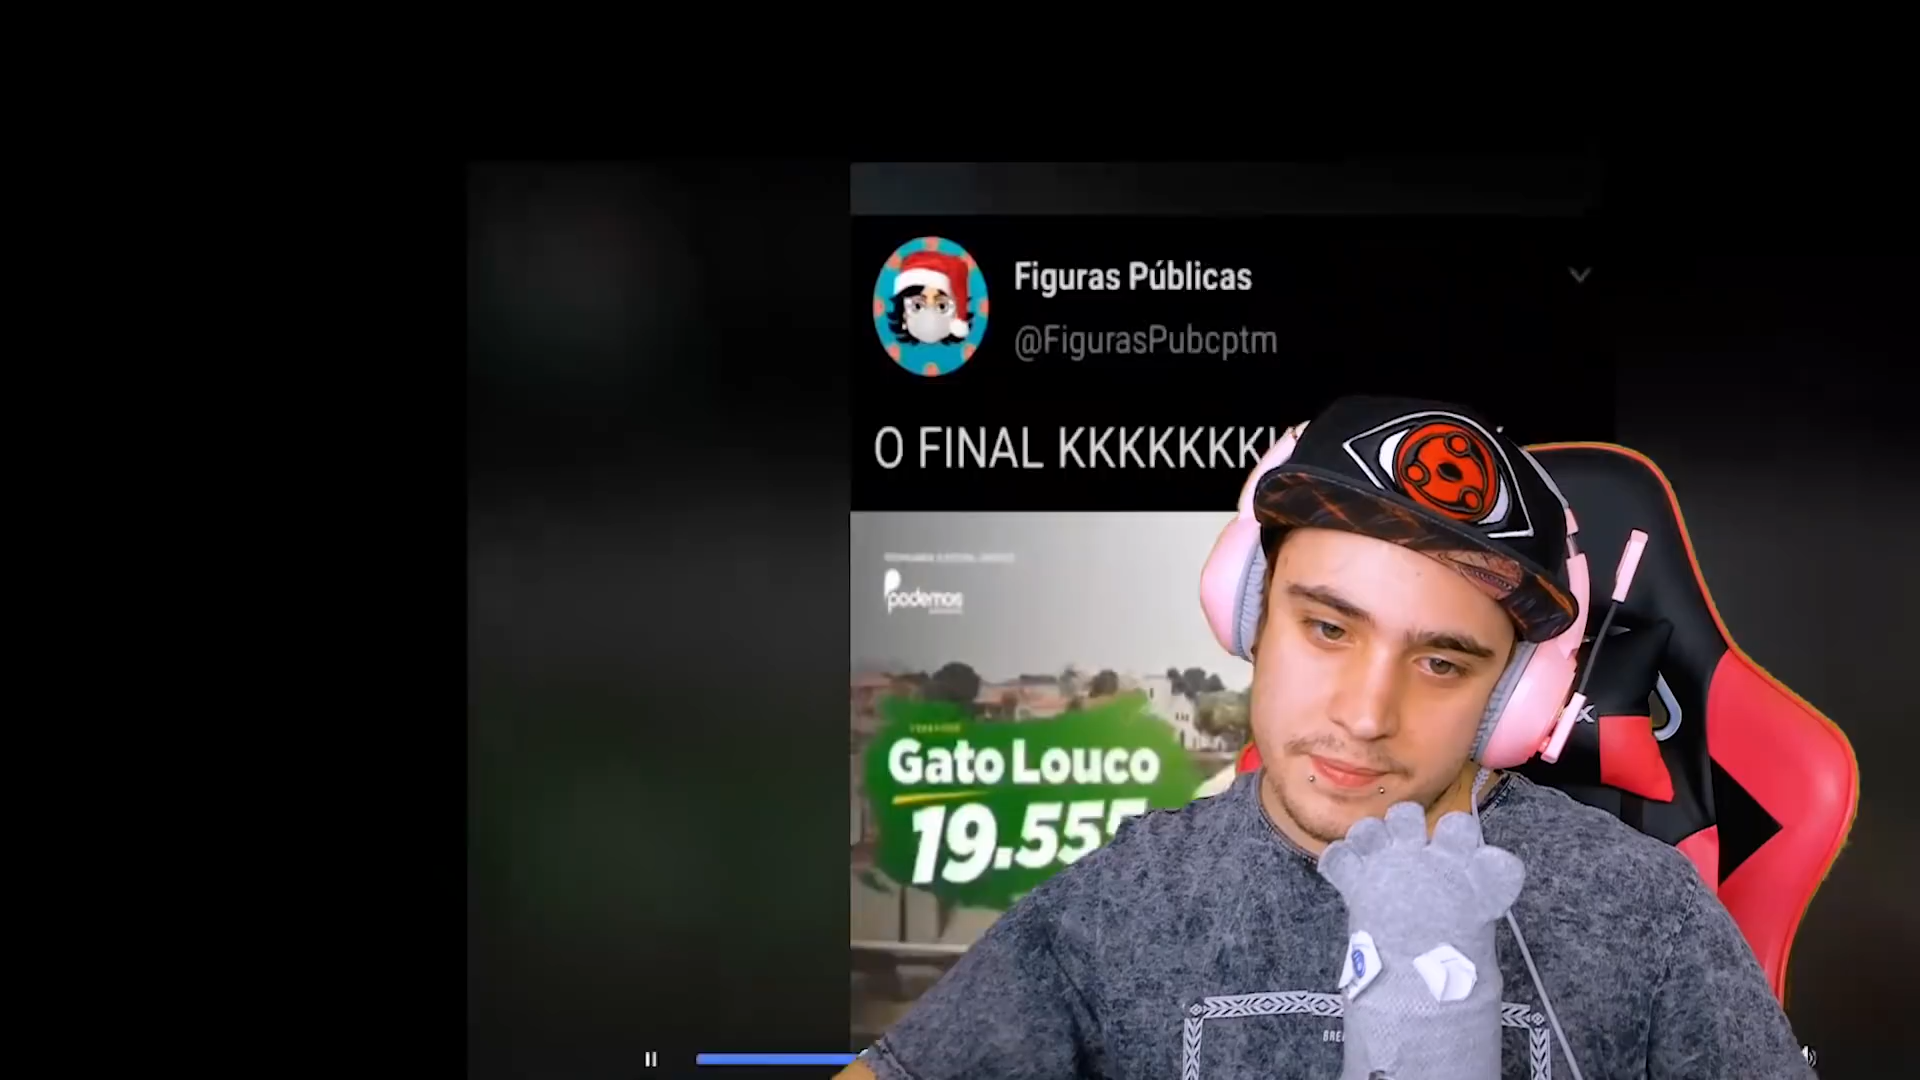 Figuras Públicas
@FigurasPubcptm
O FINAL KKKKKKK
podemos
Gato Louco
19.555